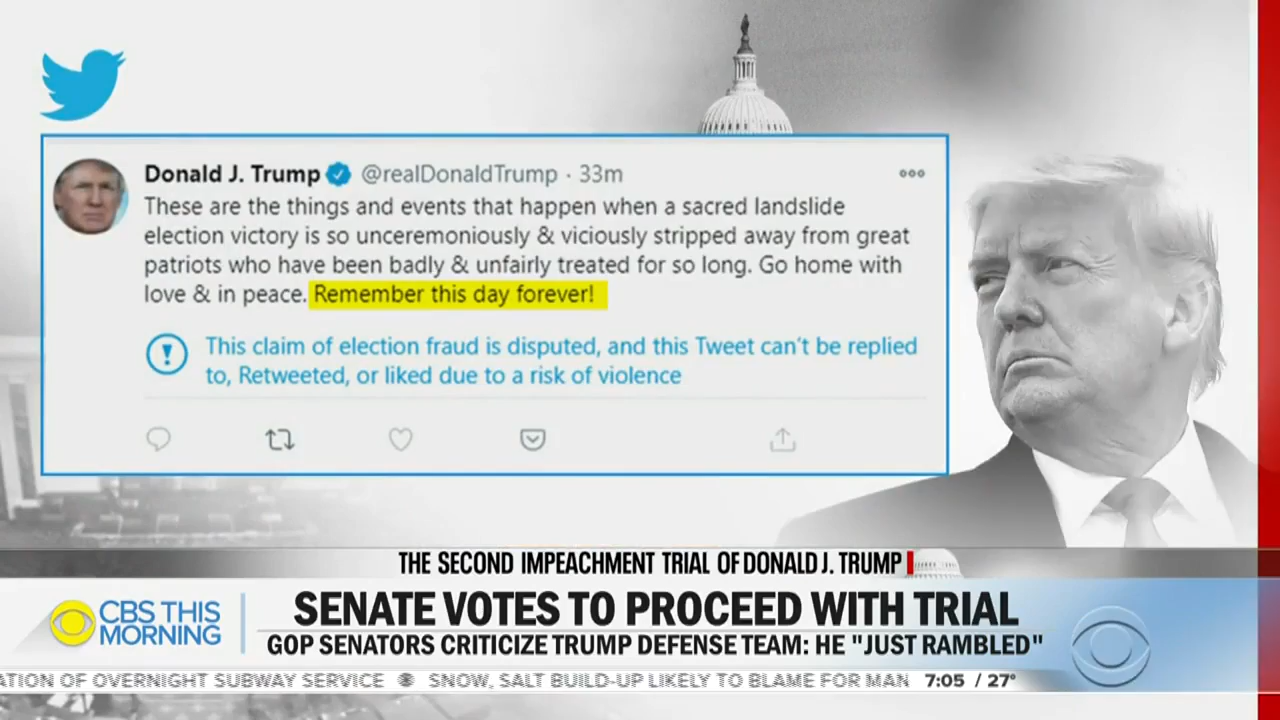 Donald J. Trump @realDonaldTrump · 33m
These are the things and events that happen when a sacred landslide
election victory is so unceremoniously & viciously stripped away from great
patriots who have been badly & unfairly treated for so long. Go home with
love & in peace. Remember this day forever!
This claim of election fraud is disputed, and this Tweet can't be replied
to, Retweeted, or liked due to a risk of violence
THE SECOND IMPEACHMENT TRIAL OF DONALD J. TRUMP
CBS THIS
MORNING
SENATE VOTES TO PROCEED WITH TRIAL
GOP SENATORS CRITICIZE TRUMP DEFENSE TEAM: HE "JUST RAMBLED"
ATION OF OVERNIGHT SUBWAY SERVICE SNOW, SALT BUILD-UP LIKELY TO BLAME FOR MAN 7:05 / 27°